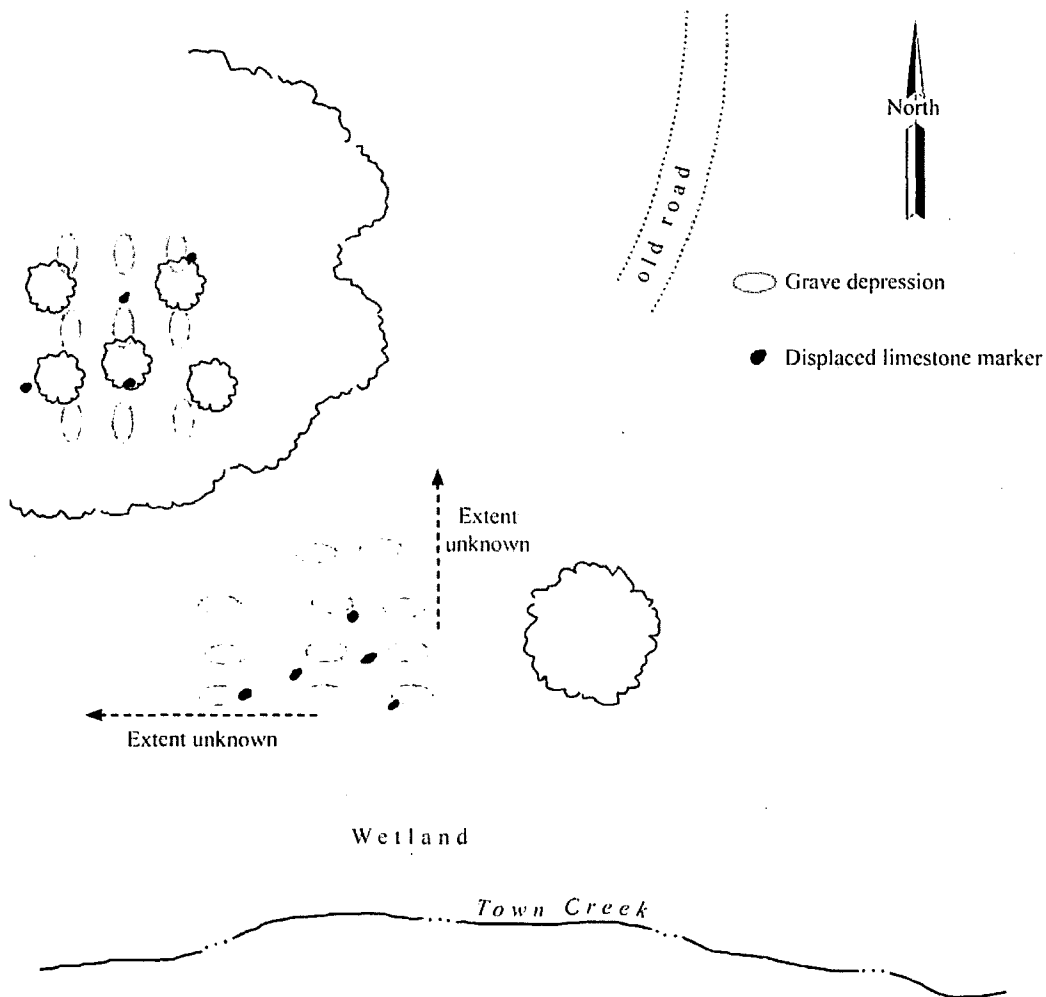 North
old road
Grave depression
Displaced limestone marker
Extent
unknown
Extent unknown
Wetland
Town Creek